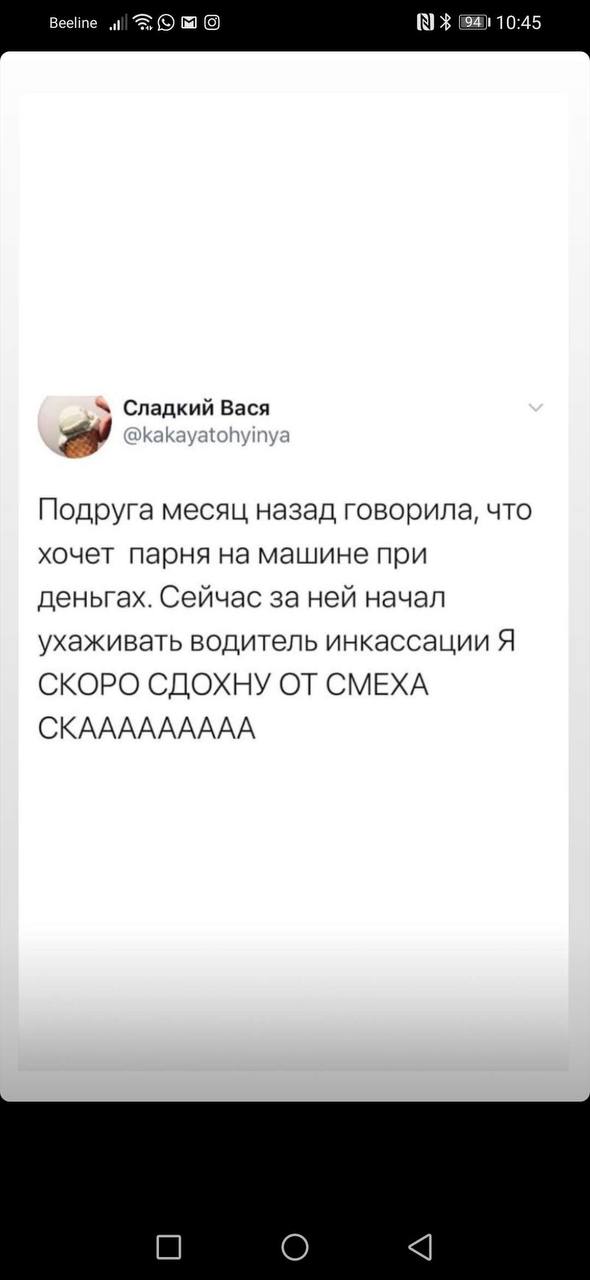 Beeline
94
10:45
Сладкий Вася
@kakayatohyinya
Подруга месяц назад говорила, что
хочет  парня на машине при
деньгах. Сейчас за ней начал
ухаживать водитель инкассации Я
СКОРО СДОХНУ ОТ СМЕХА
СКААААААААА